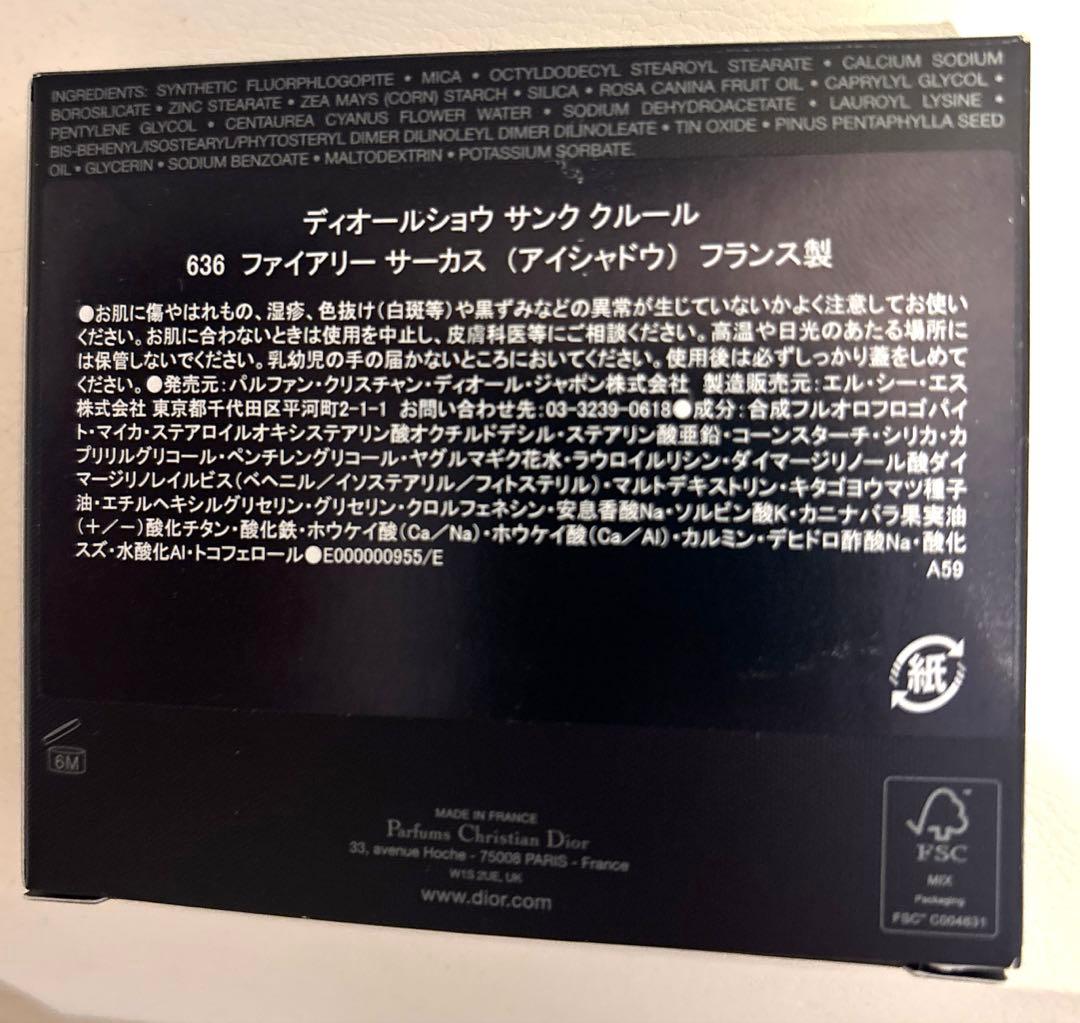 INGREDIENTS: SYNTHETIC FLUORPHLOGOPITE • MICA • OCTYLDODECYL STEAROYL STEARATE • CALCIUM SODIUM
BOROSILICATE • ZINC STEARATE • ZEA MAYS (CORN) STARCH • SILICA • ROSA CANINA FRUIT OIL • CAPRYLYL GLYCOL •
PENTYLENE GLYCOL • CENTAUREA CYANUS FLOWER WATER • SODIUM DEHYDROACETATE • LAUROYL LYSINE •
BIS-BEHENYL/ISOSTEARYL/PHYTOSTERYL DIMER DILINOLEYL DIMER DILINOLEATE • TIN OXIDE • PINUS PENTAPHYLLA SEED
OIL • GLYCERIN • SODIUM BENZOATE • MALTODEXTRIN • POTASSIUM SORBATE.
ディオールショウ サンク クルール
636 ファイアリー サーカス (アイシャドウ) フランス製
●お肌に傷やはれもの、湿疹、色抜け(白斑等)や黒ずみなどの異常が生じていないかよく注意してお使い
ください。お肌に合わないときは使用を中止し、皮膚科医等にご相談ください。高温や日光のあたる場所に
は保管しないでください。乳幼児の手の届かないところにおいてください。使用後は必ずしっかり蓋をしめて
ください。●発売元:パルファン・クリスチャン・ディオール・ジャポン株式会社 製造販売元:エル・シー・エス
株式会社 東京都千代田区平河町2-1-1 お問い合わせ先:03-3239-0618●成分:合成フルオロフロゴパイ
ト・マイカ・ステアロイルオキシステアリン酸オクチルドデシル・ステアリン酸亜鉛・コーンスターチ・シリカ・カ
プリリルグリコール・ペンチレングリコール・ヤグルマギク花水・ラウロイルリシン・ダイマージリノール酸ダイ
マージリノレイルビス(ベヘニル/イソステアリル/フィトステリル)・マルトデキストリン・キタゴヨウマツ種子
油・エチルヘキシルグリセリン・グリセリン・クロルフェネシン・安息香酸Na・ソルビン酸K・カニナバラ果実油
(+/-)酸化チタン・酸化鉄・ホウケイ酸(Ca/Na)・ホウケイ酸(Ca/Al)・カルミン・デヒドロ酢酸Na・酸化
スズ・水酸化Al・トコフェロール●E000000955/E
A59
紙
6M
MADE IN FRANCE
Parfums Christian Dior
33, avenue Hoche - 75008 PARIS - France
W1S 2UE, UK
www.dior.com
FSC
MIX
Packaging
FSC™ C004631